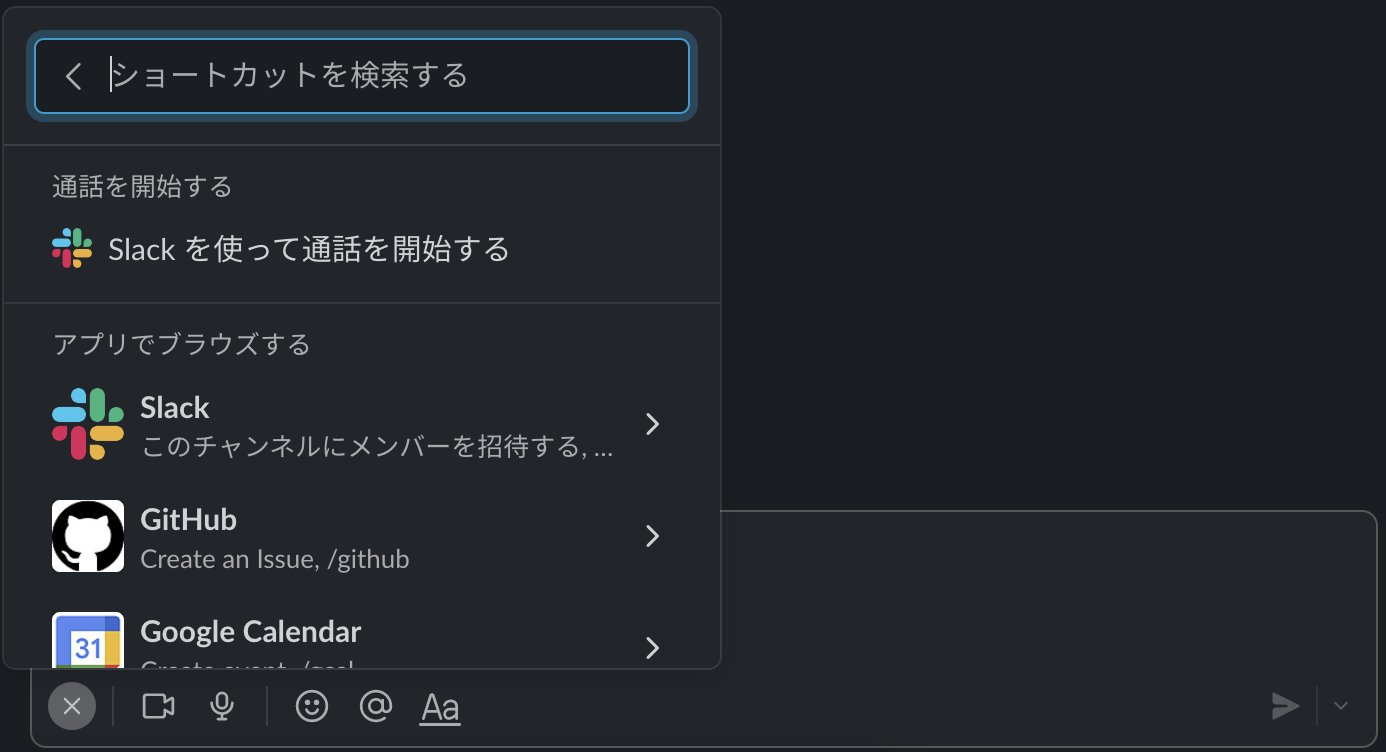 ショートカットを検索する
通話を開始する
Slack を使って通話を開始する
アプリでブラウズする
Slack
このチャンネルにメンバーを招待する, ...
GitHub
Create an Issue, /github
31
Google Calendar
Create event, /gcal
Aa